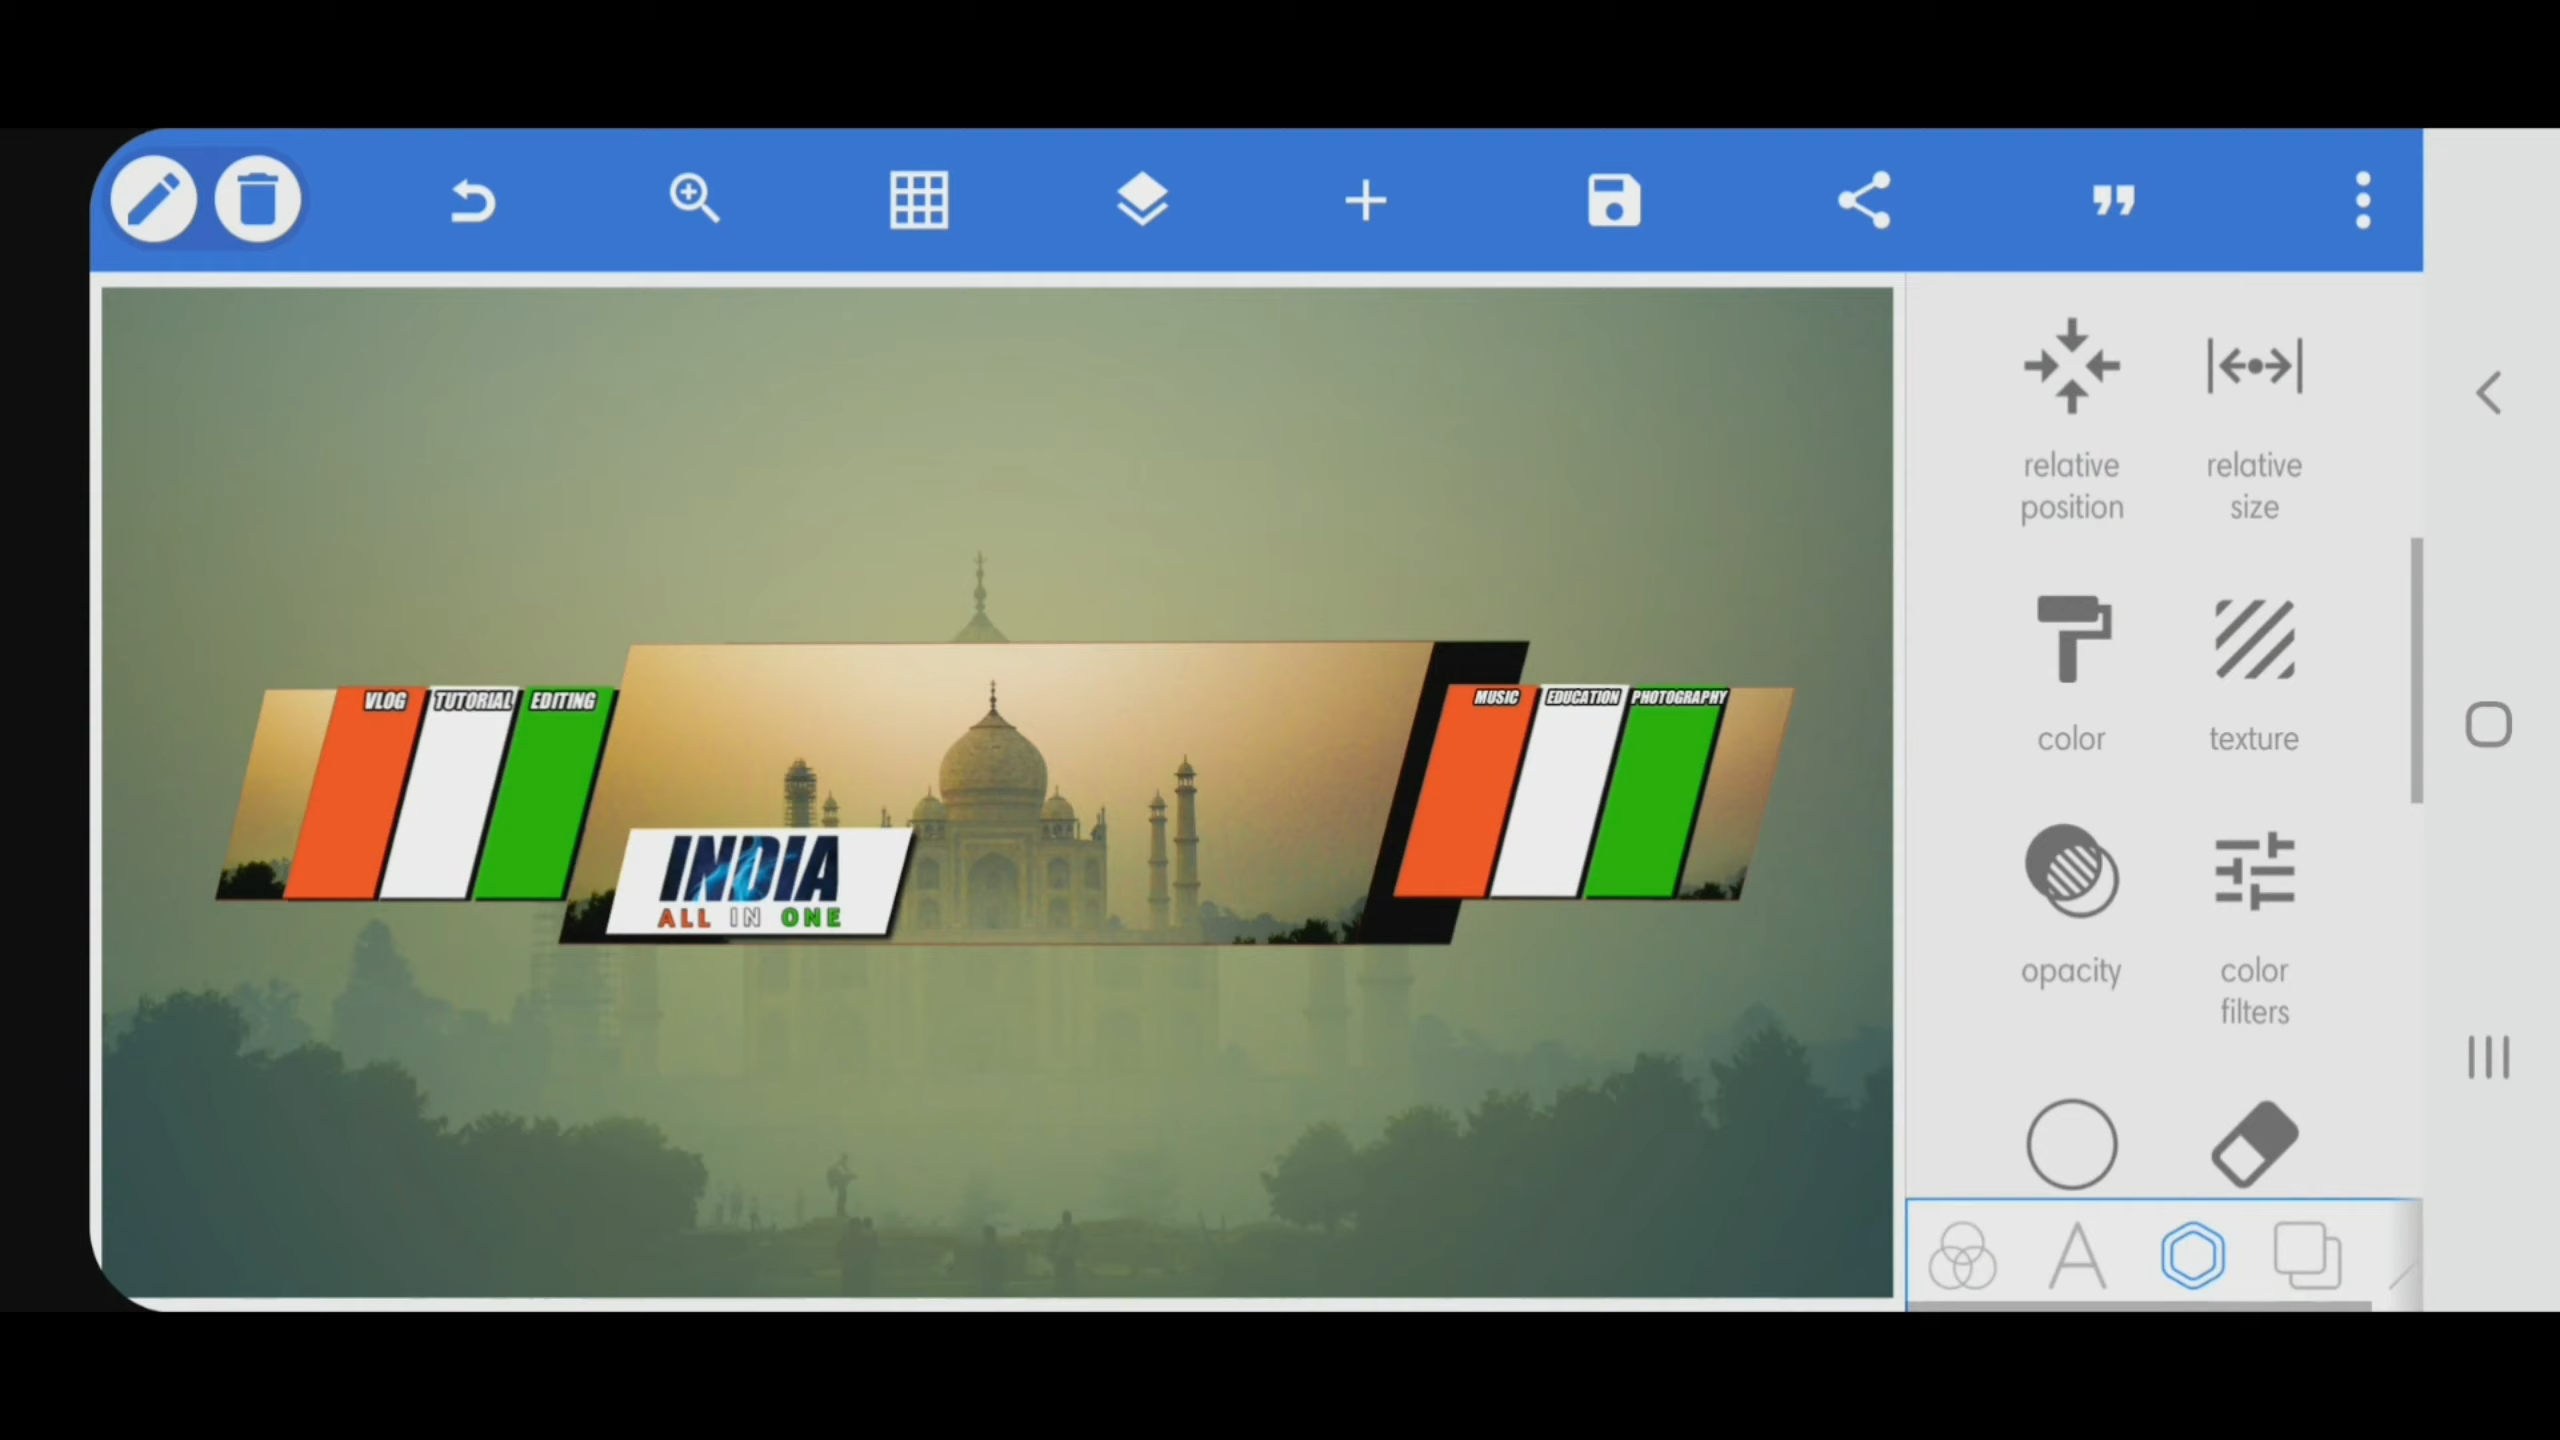 relative position
relative size
VLOG TUTORIAL EDITING
MUSIC EDUCATION PHOTOGRAPHY
color
texture
INDIA
ALL IN ONE
opacity
color filters